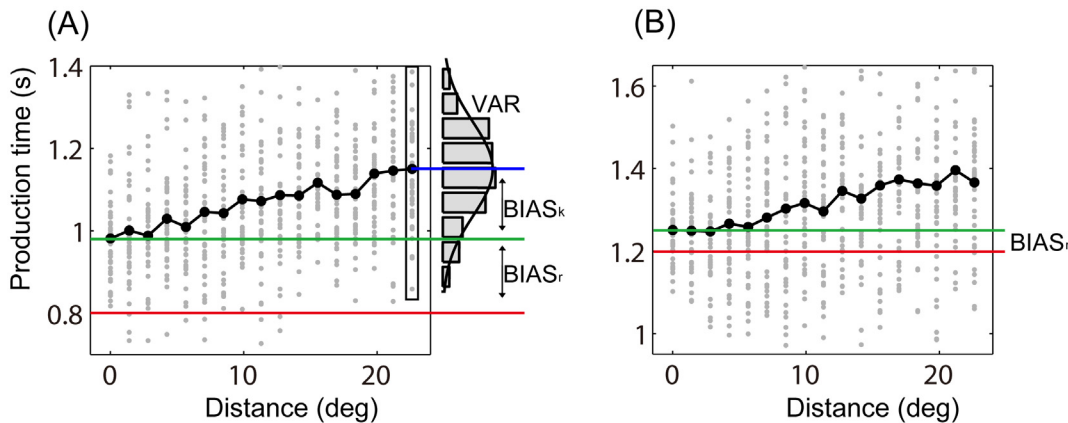 (A)
Production time (s)
1.4
1.2
1
0.8
0
10
20
Distance (deg)
VAR
BIASk
BIASr
(B)
1.6
1.4
1.2
1
0
10
20
Distance (deg)
BIASr